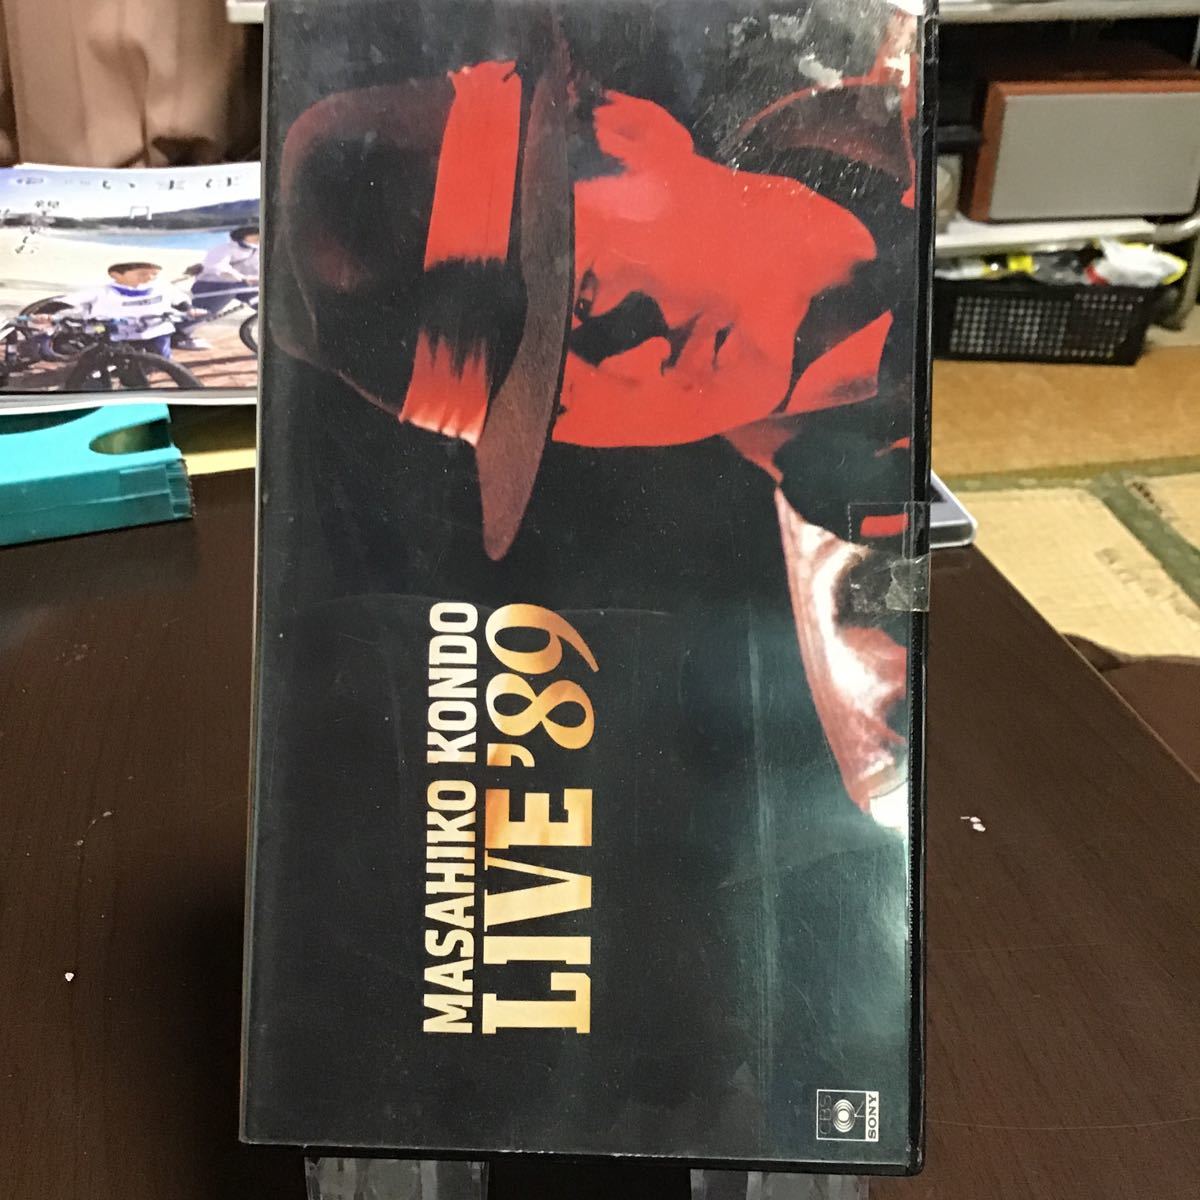 MASAHIKO KONDO
LIVE '89
CBS
SONY